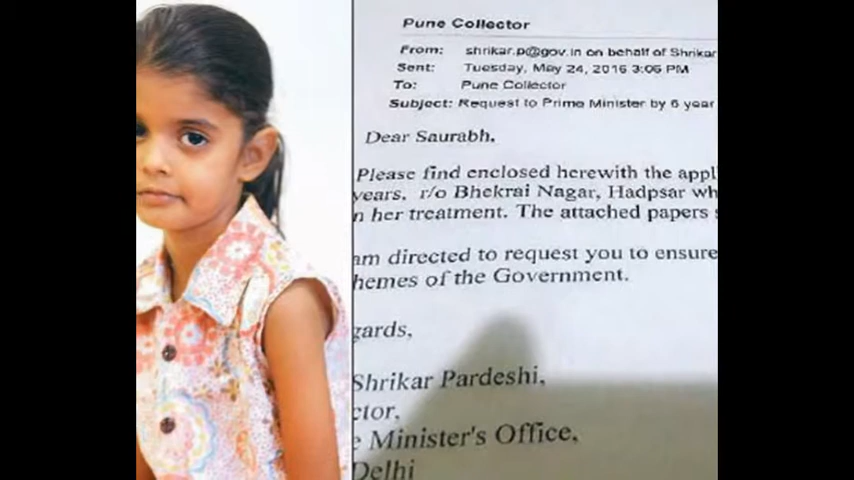 Pune Collector
From: shrikar.p@gov.in on behalf of Shrikar
Sent: Tuesday, May 24, 2016 3:06 PM
To: Pune Collector
Subject: Request to Prime Minister by 6 year
Dear Saurabh,
Please find enclosed herewith the appl
years, r/o Bhekrai Nagar, Hadpsar wh
n her treatment. The attached papers s
am directed to request you to ensure
hemes of the Government.
gards,
Shrikar Pardeshi,
ctor,
e Minister's Office,
Delhi